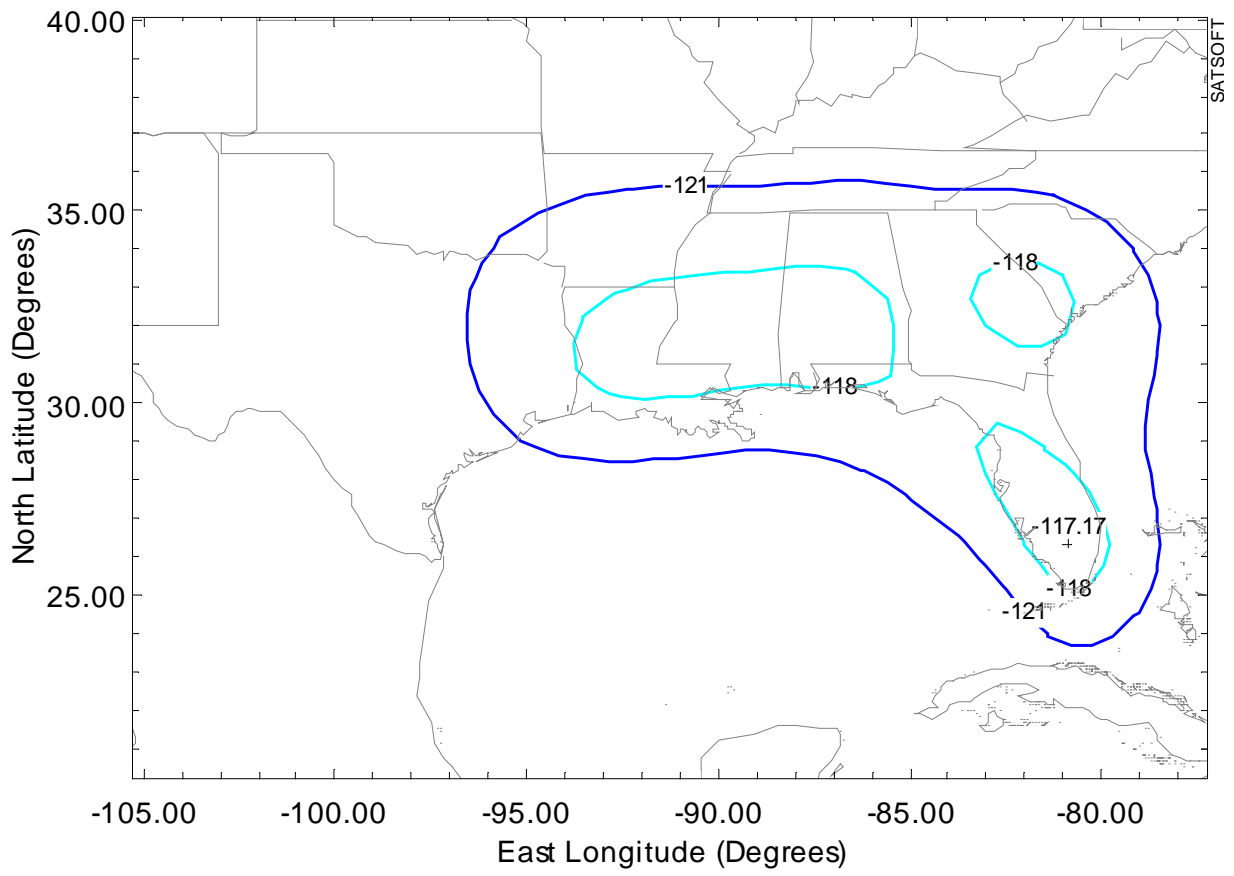 40.00
SATSOFT
35.00
-121
-118
30.00
-118
-117.17
25.00
-118
-121
North Latitude (Degrees)
-105.00 -100.00 -95.00 -90.00 -85.00 -80.00
East Longitude (Degrees)